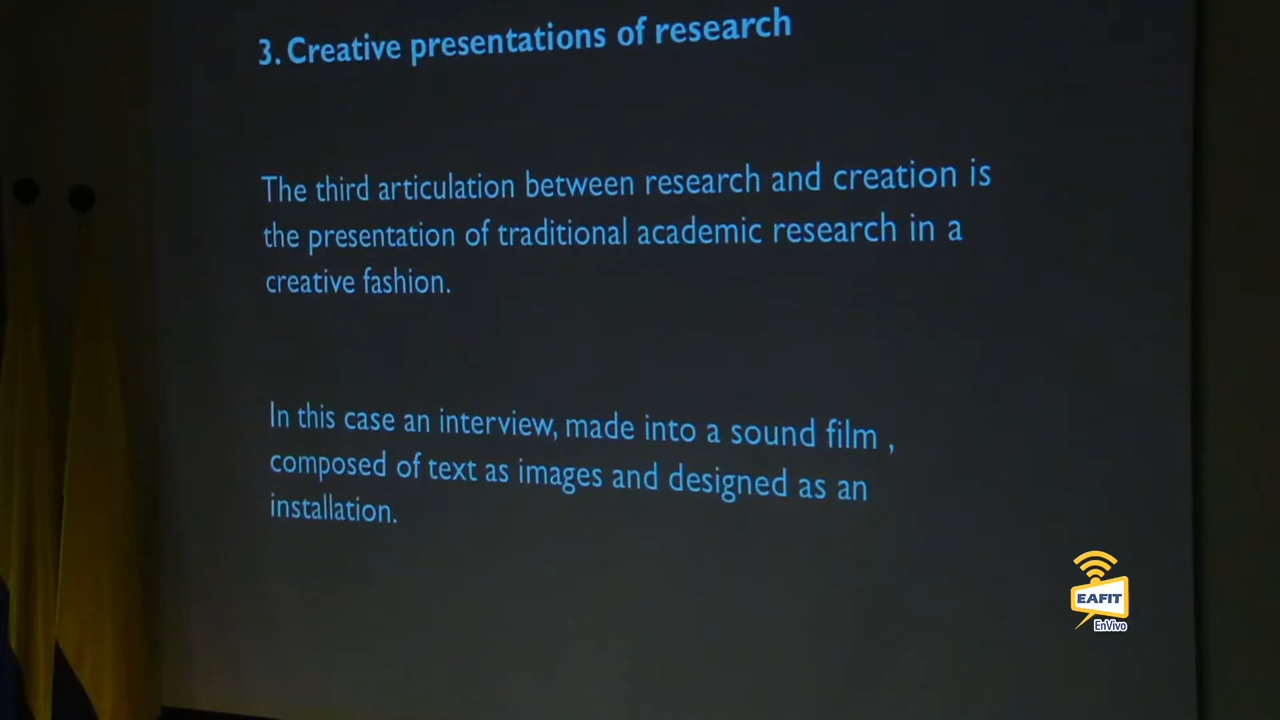 3. Creative presentations of research
The third articulation between research and creation is
the presentation of traditional academic research in a
creative fashion.
In this case an interview, made into a sound film ,
composed of text as images and designed as an
installation.
EAFIT
EnVivo